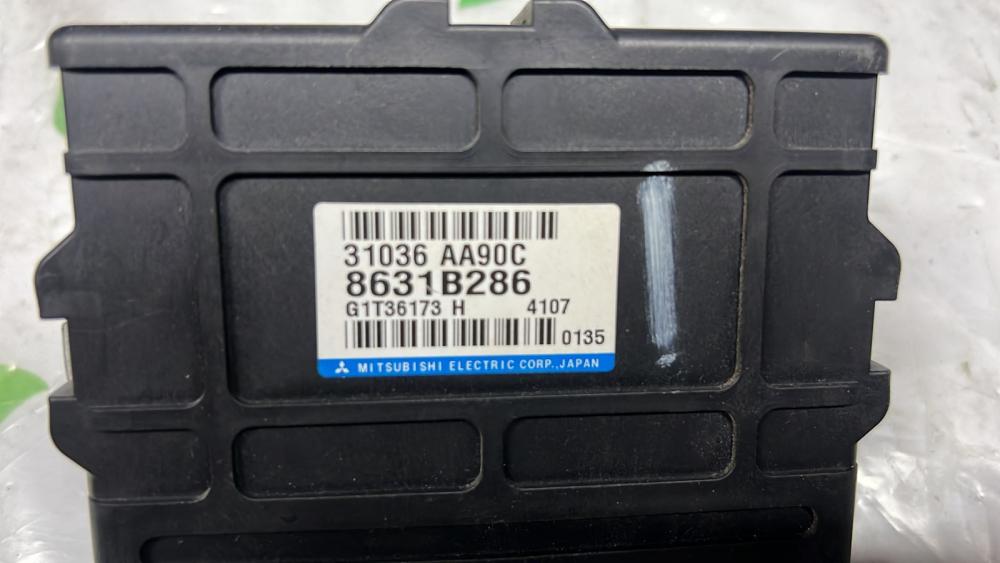 31036 AA90C
8631B286
G1T36173 H 4107
0135
MITSUBISHI ELECTRIC CORP.,JAPAN